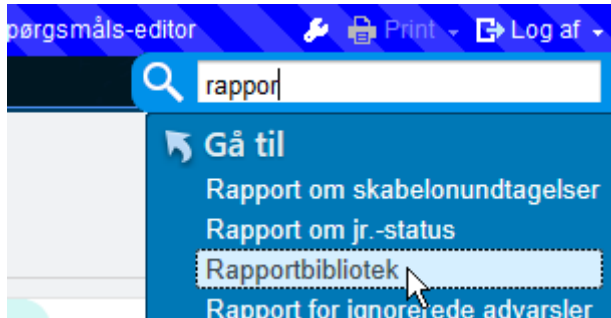 pørgsmåls-editor Print Log af
rappor
Gå til
Rapport om skabelonundtagelser
Rapport om jr.-status
Rapportbibliotek
Rapport for ignorerede advarsler